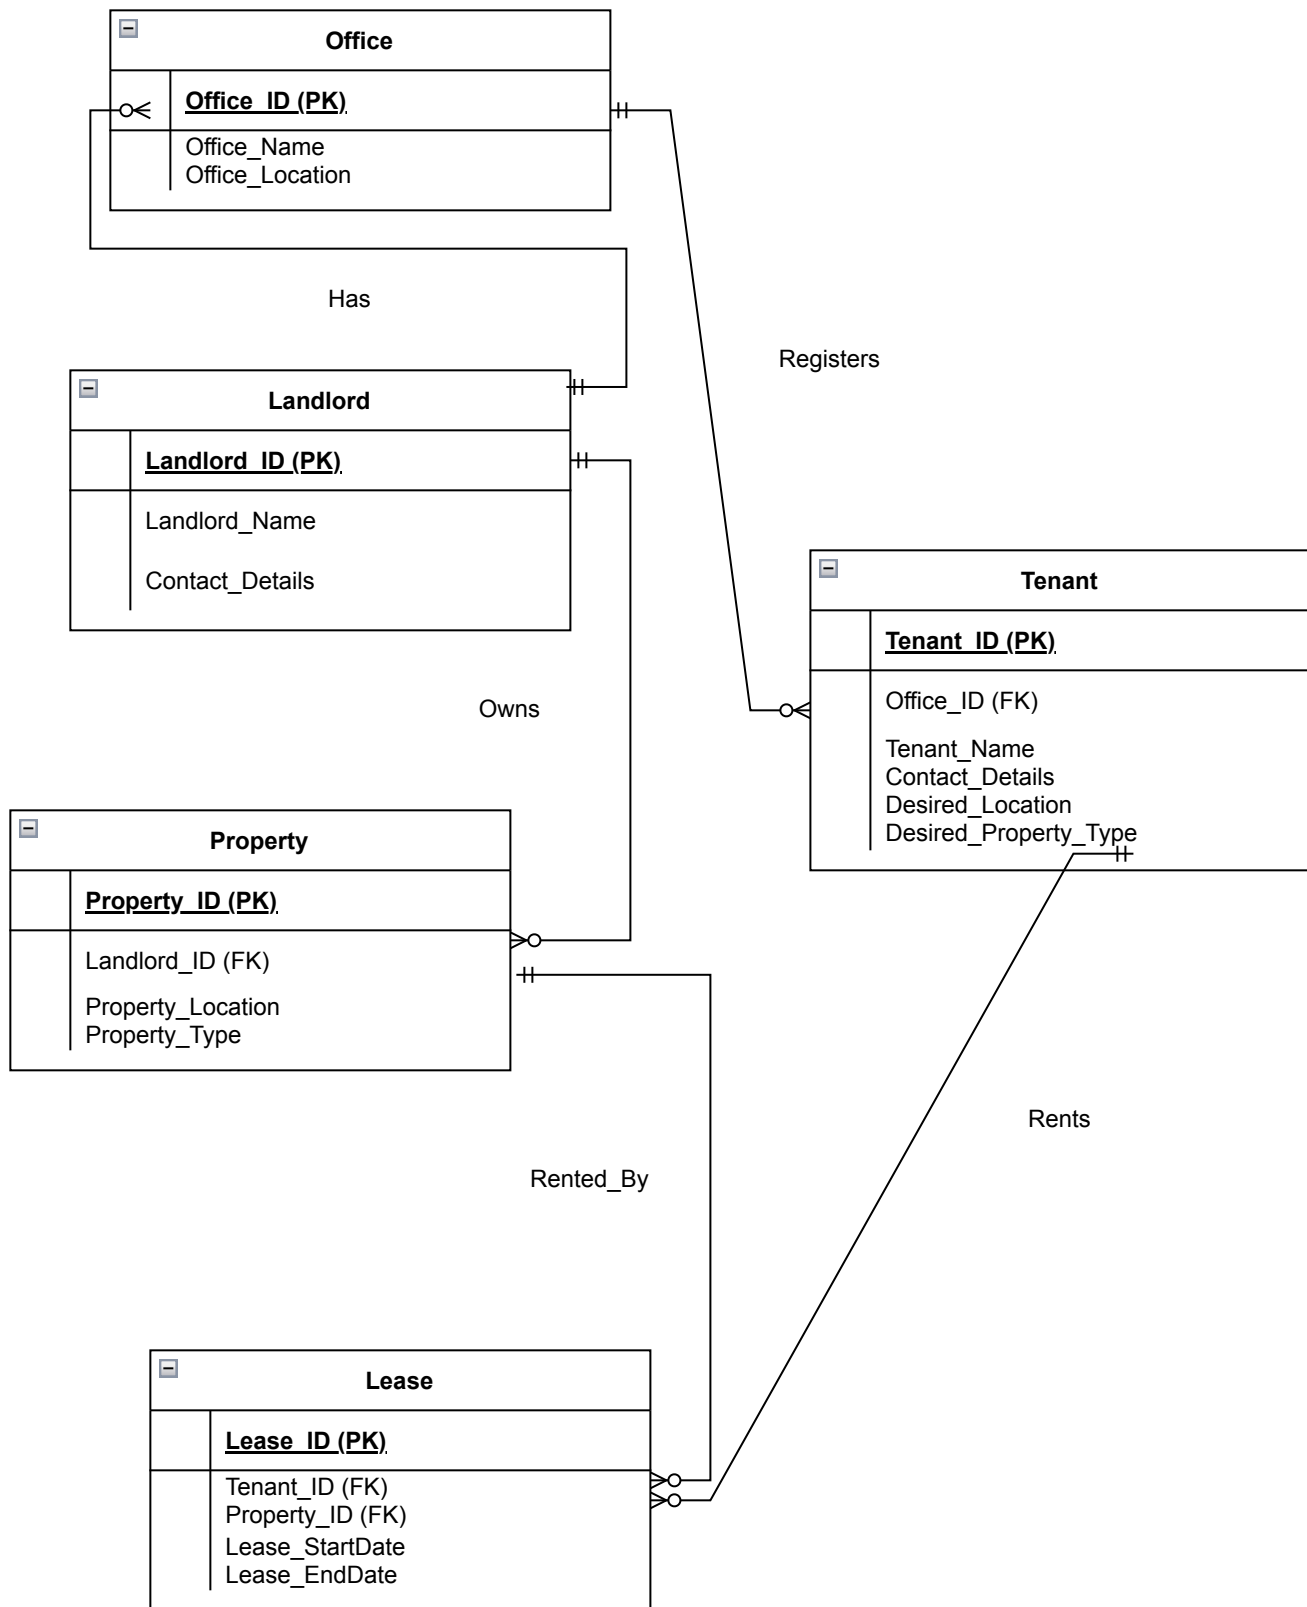 Office
Office_ID (PK)
Office_Name
Office_Location
Has
Registers
Landlord
Landlord_ID (PK)
Landlord_Name
Contact_Details
Tenant
Tenant_ID (PK)
Office_ID (FK)
Tenant_Name
Contact_Details
Desired_Location
Desired_Property_Type
Owns
Property
Property_ID (PK)
Landlord_ID (FK)
Property_Location
Property_Type
Rents
Rented_By
Lease
Lease_ID (PK)
Tenant_ID (FK)
Property_ID (FK)
Lease_StartDate
Lease_EndDate